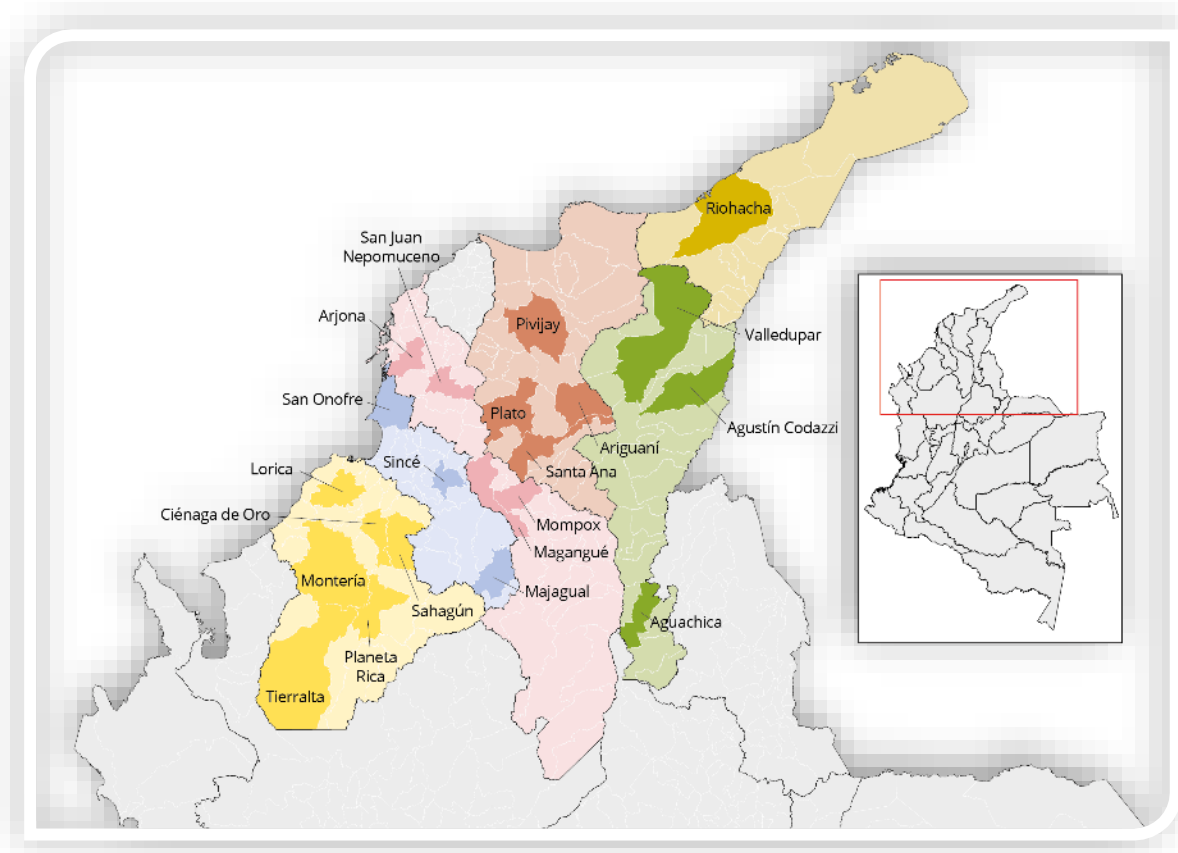 Riohacha
San Juan
Nepomuceno
Arjona
Pivijay
Valledupar
San Onofre
Plato
Agustín Codazzi
Ariguaní
Sincé
Lorica
Santa Ana
Ciénaga de Oro
Mompox
Magangué
Montería
Majagual
Sahagún
Aguachica
Planeta
Rica
Tierralta